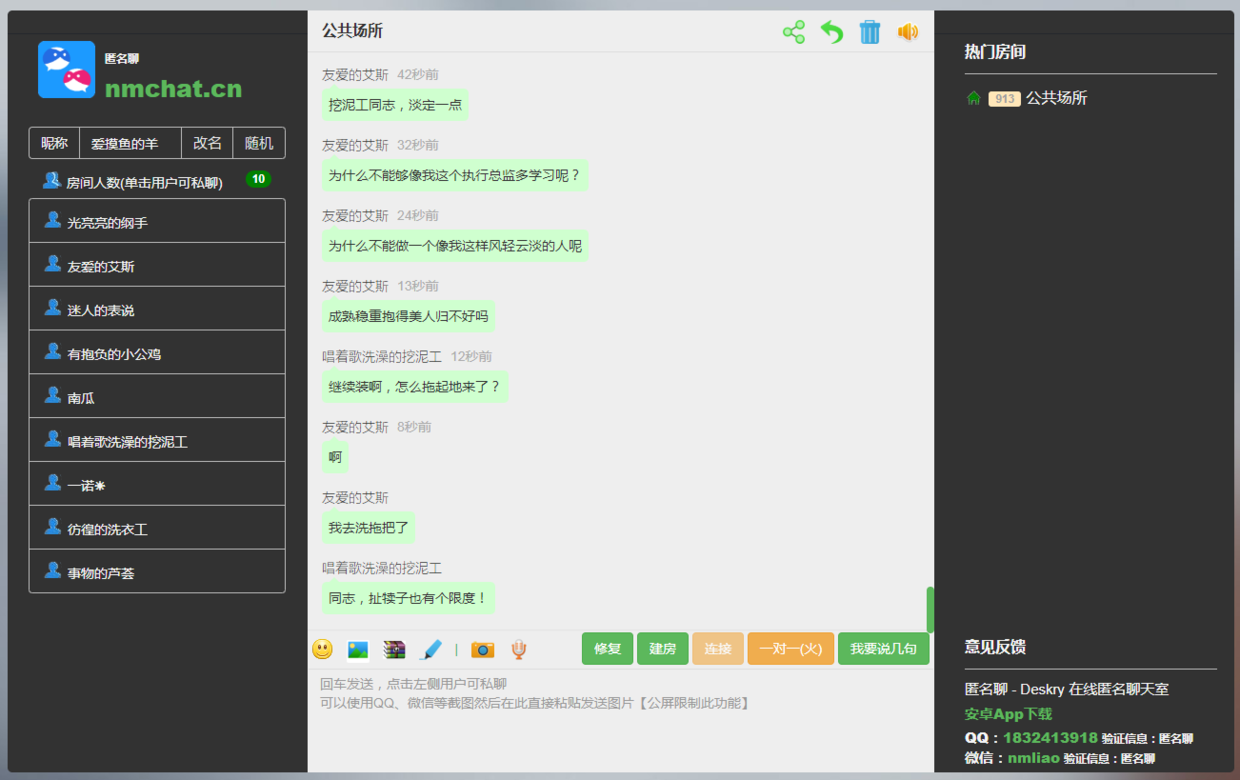 匿名聊
nmchat.cn
昵称 爱摸鱼的羊 改名 随机
房间人数(单击用户可私聊) 10
光亮亮的纲手
友爱的艾斯
迷人的表说
有抱负的小公鸡
南瓜
唱着歌洗澡的挖泥工
一诺☀
彷徨的洗衣工
事物的芦荟
公共场所
友爱的艾斯 42秒前
挖泥工同志，淡定一点
友爱的艾斯 32秒前
为什么不能够像我这个执行总监多学习呢？
友爱的艾斯 24秒前
为什么不能做一个像我这样风轻云淡的人呢
友爱的艾斯 13秒前
成熟稳重抱得美人归不好吗
唱着歌洗澡的挖泥工 12秒前
继续装啊，怎么拖起地来了？
友爱的艾斯 8秒前
啊
友爱的艾斯
我去洗拖把了
唱着歌洗澡的挖泥工
同志，扯犊子也有个限度！
修复 建房 连接 一对一(火) 我要说几句
回车发送，点击左侧用户可私聊
可以使用QQ、微信等截图然后在此直接粘贴发送图片【公屏限制此功能】
热门房间
913 公共场所
意见反馈
匿名聊 - Deskry 在线匿名聊天室
安卓App下载
QQ：1832413918 验证信息：匿名聊
微信：nmliao 验证信息：匿名聊